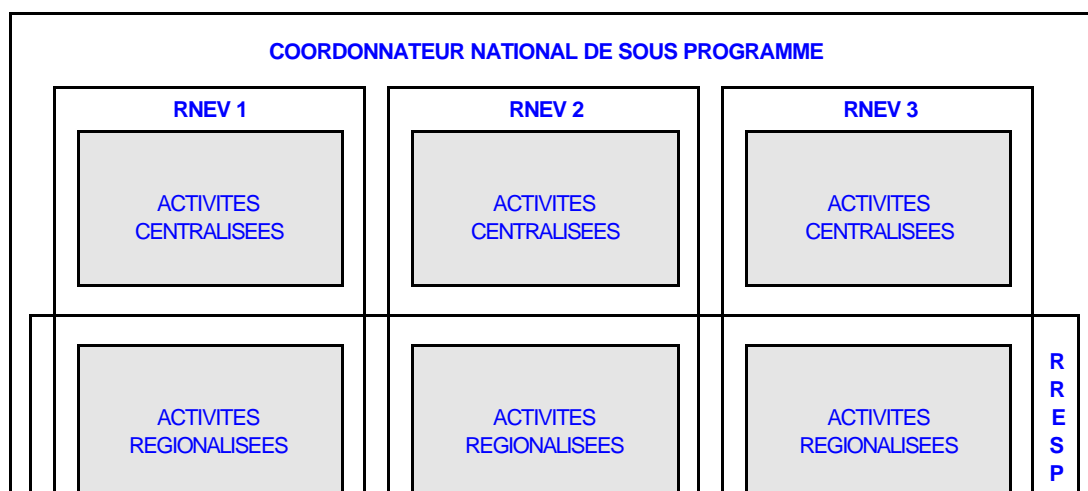 COORDONNATEUR NATIONAL DE SOUS PROGRAMME
RNEV 1
RNEV 2
RNEV 3
ACTIVITES
CENTRALISEES
ACTIVITES
CENTRALISEES
ACTIVITES
CENTRALISEES
ACTIVITES
REGIONALISEES
ACTIVITES
REGIONALISEES
ACTIVITES
REGIONALISEES
R
R
E
S
P